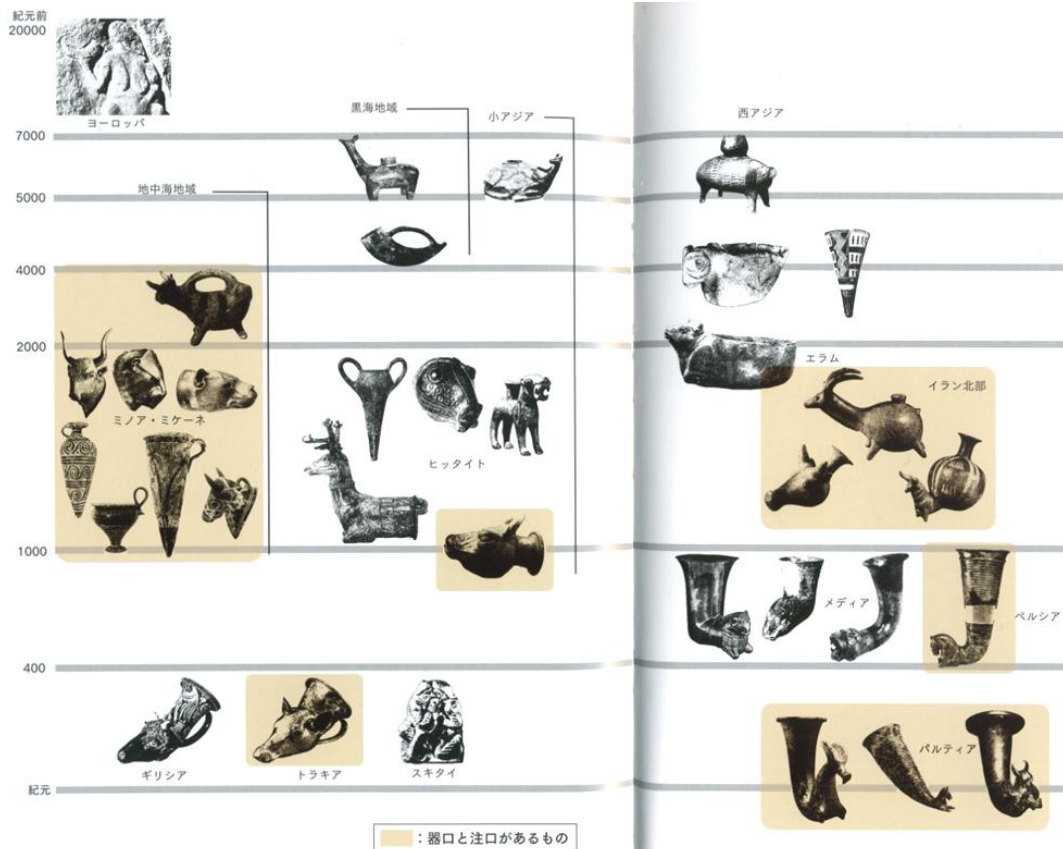 紀元前
20000
ヨーロッパ
黒海地域
小アジア
西アジア
7000
地中海地域
5000
4000
2000
エラム
イラン北部
ミノア・ミケーネ
ヒッタイト
1000
メディア
ペルシア
400
パルティア
ギリシア
トラキア
スキタイ
紀元
：器口と注口があるもの